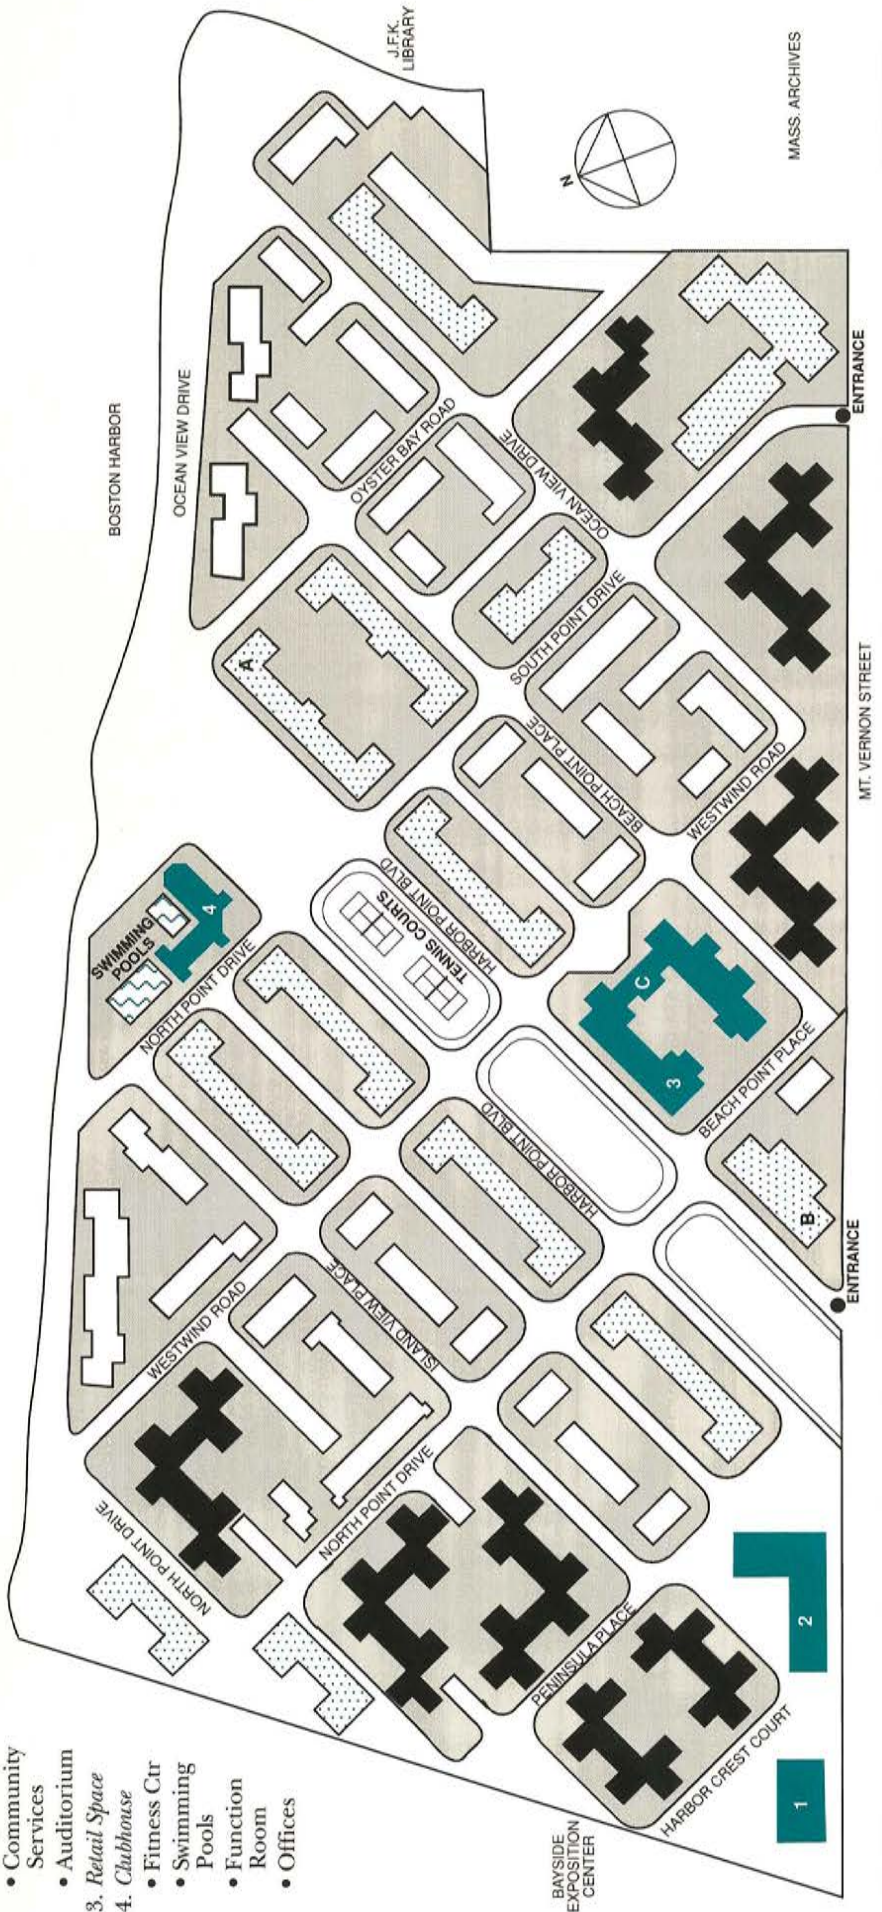 • Community
Services
• Auditorium
3. Retail Space
4. Clubhouse
• Fitness Ctr
• Swimming
Pools
• Function
Room
• Offices
BOSTON HARBOR
OCEAN VIEW DRIVE
J.F.K.
LIBRARY
MASS. ARCHIVES
N
SWIMMING
POOLS
4
NORTH POINT DRIVE
A
OYSTER BAY ROAD
OCEAN VIEW DRIVE
SOUTH POINT DRIVE
BEACH POINT PLACE
HARBOR POINT BLVD
TENNIS COURTS
WESTWIND ROAD
C
3
BEACH POINT PLACE
HARBOR POINT BLVD
ISLAND VIEW PLACE
WESTWIND ROAD
NORTH POINT DRIVE
NORTH POINT DRIVE
NORTH
PENINSULA PLACE
HARBOR CREST COURT
BAYSIDE
EXPOSITION
CENTER
1
2
B
ENTRANCE
MT. VERNON STREET
ENTRANCE